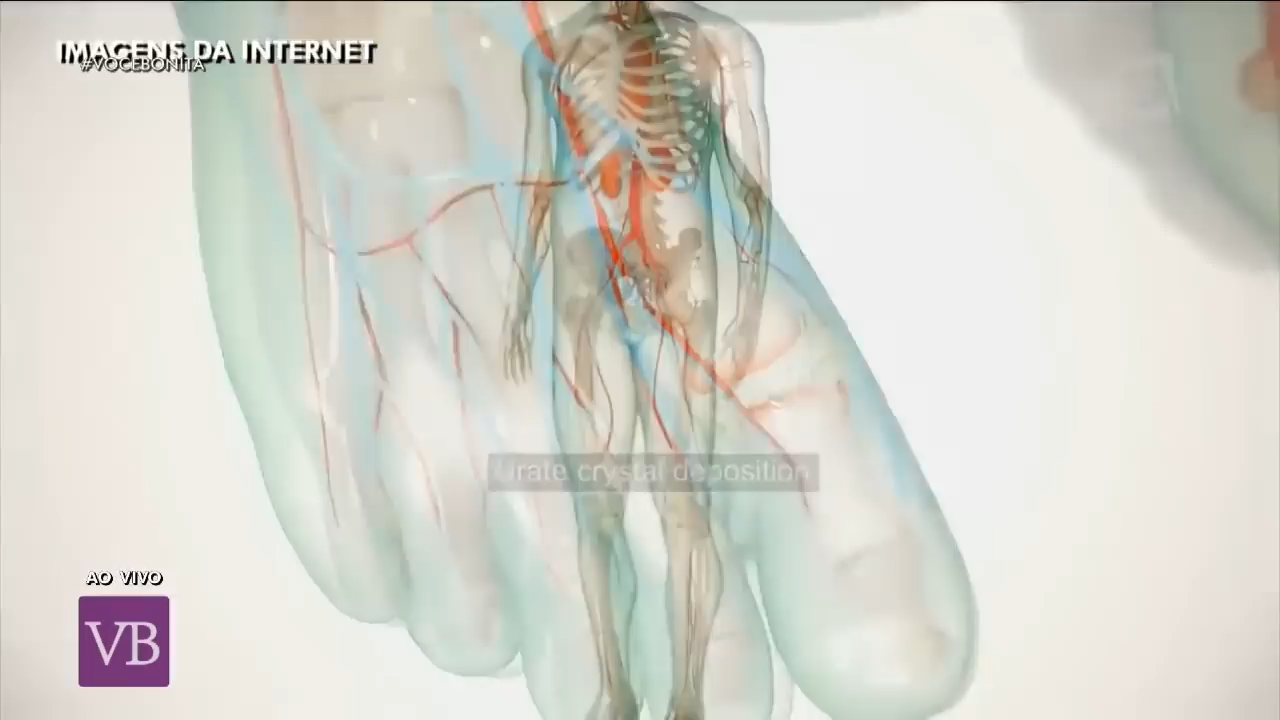 IMAGENS DA INTERNET
#VOCEBONITA
Urate crystal deposition
AO VIVO
VB